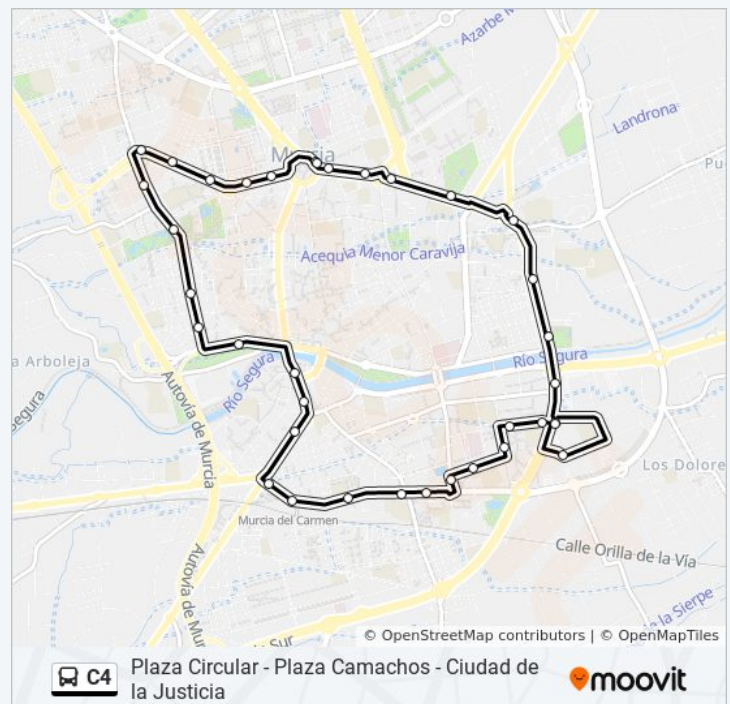 Azarbe M
Landrona
Murcia
Pu
Acequia Menor Caravija
Río Segura
a Arboleja
Río Segura
egura
Autovía de Murcia
Los Dolore
Murcia del Carmen
Calle Orilla de la Vía
Autovía de Mur
e la Sierpe
Sur
© OpenStreetMap contributors | © OpenMapTiles
C4
Plaza Circular - Plaza Camachos - Ciudad de
la Justicia
moovit